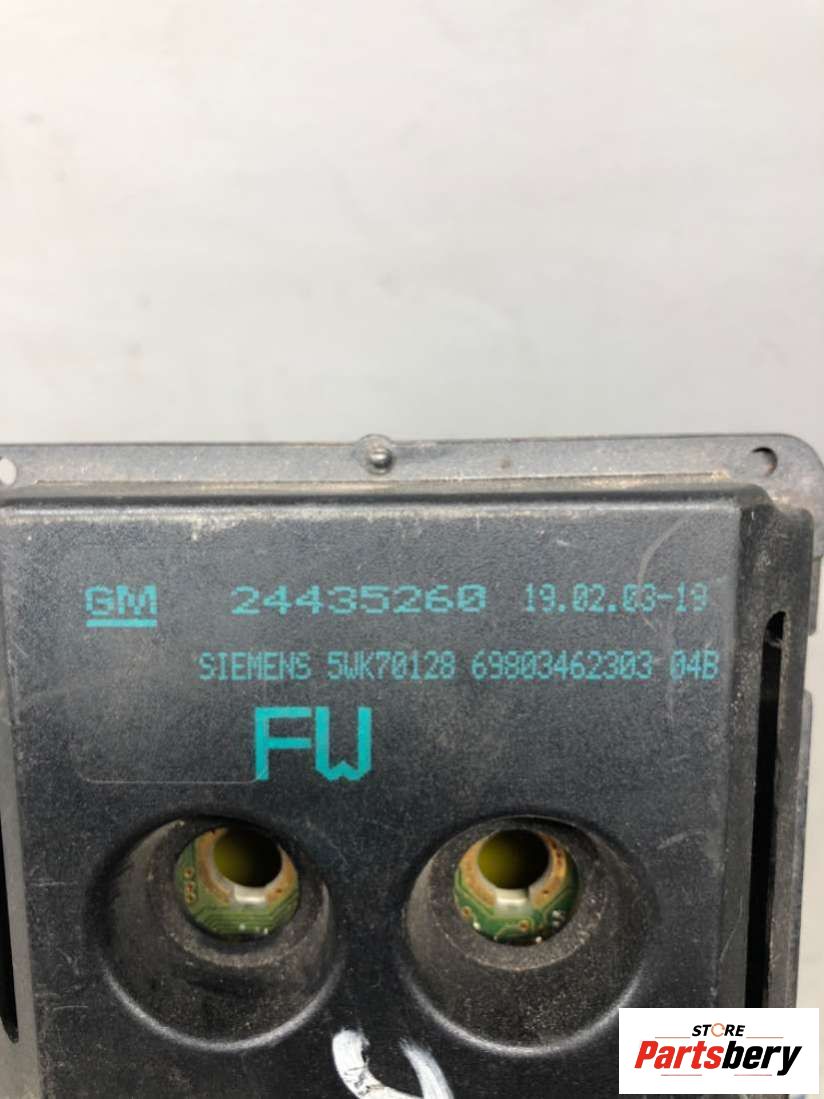 GM 24435260 19.02.03-19
SIEMENS 5WK70128 69803462303 04B
FW
STORE
Partsbery